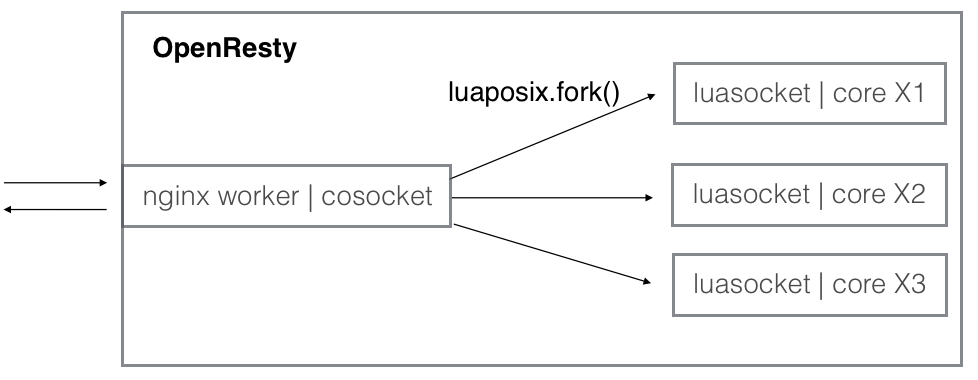 OpenResty
luaposix.fork()
luasocket | core X1
nginx worker | cosocket
luasocket | core X2
luasocket | core X3